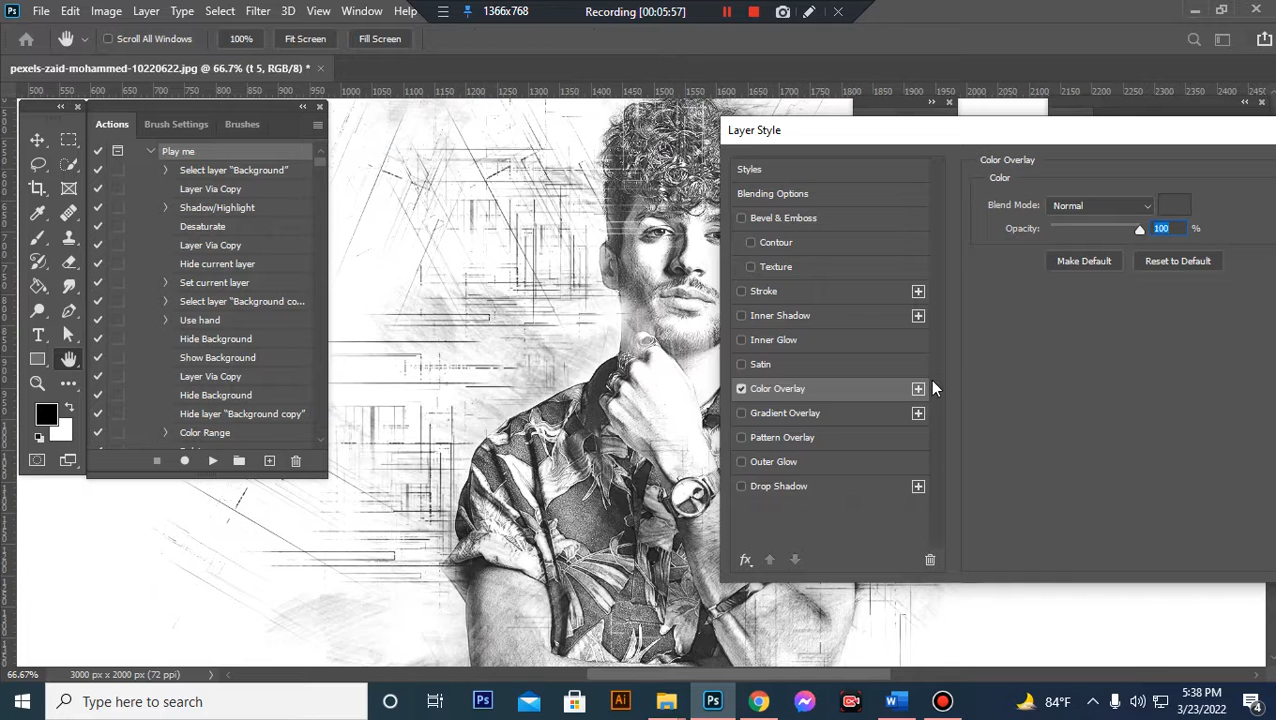 Ps File Edit Image Layer Type Select Filter 3D View Window Help
1366x768 Recording [00:05:57]
Scroll All Windows 100% Fit Screen Fill Screen
pexels-zaid-mohammed-10220622.jpg @ 66.7% (t 5, RGB/8) *
500 550 600 650 700 750 800 850 900 950 1000 1050 1100 1150 1200 1250 1300 1350 1400 1450 1500 1550 1600 1650 1700 1750 1800 1850 1900 1950 2000 2050 2100 2150 2200 2250 2300 2350 2400 2450
Actions Brush Settings Brushes
Layer Style
Play me
Select layer "Background"
Layer Via Copy
Shadow/Highlight
Desaturate
Layer Via Copy
Hide current layer
Set current layer
Select layer "Background co...
Use hand
Hide Background
Show Background
Layer Via Copy
Hide Background
Hide layer "Background copy"
Color Range
Styles
Blending Options
Bevel & Emboss
Contour
Texture
Stroke
Inner Shadow
Inner Glow
Satin
Color Overlay
Gradient Overlay
Pattern Overlay
Outer Glow
Drop Shadow
fx
Color Overlay
Color
Blend Mode: Normal
Opacity: 100 %
Make Default Reset to Default
66.67% 3000 px x 2000 px (72 ppi)
Type here to search
Ps Ai Ps
84°F
5:38 PM
3/23/2022
4